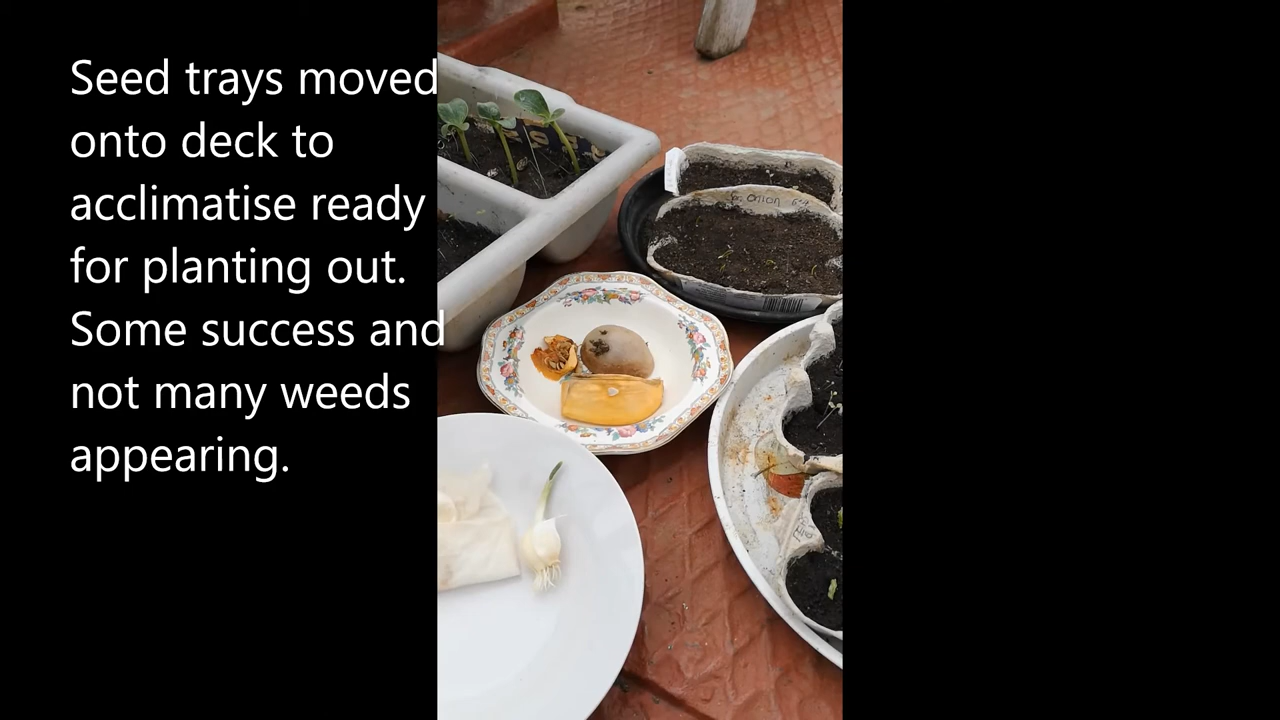 Seed trays moved
onto deck to
acclimatise ready
for planting out.
Some success and
not many weeds
appearing.
Onion